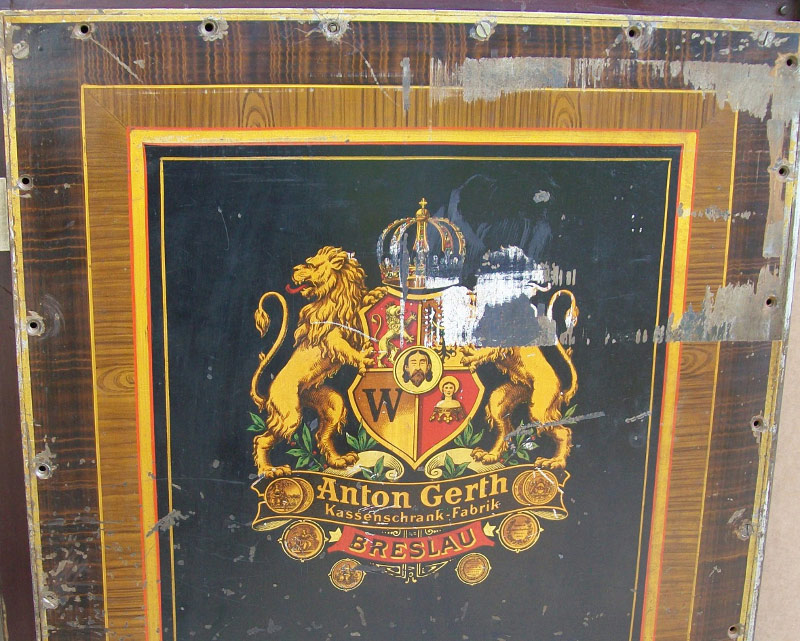 W
Anton Gerth
Kassenschrank-Fabrik
BRESLAU